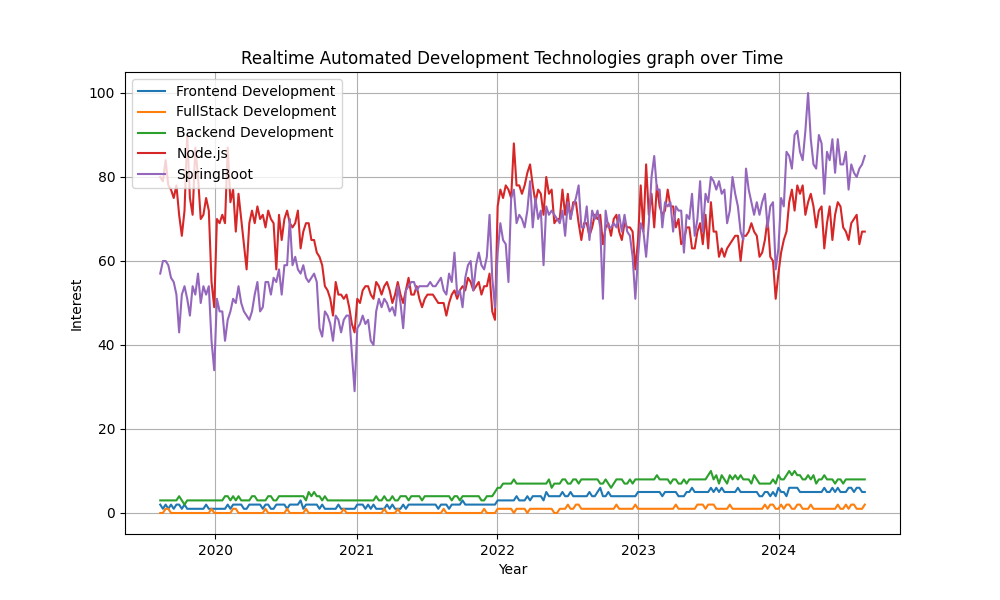 Realtime Automated Development Technologies graph over Time
Frontend Development
FullStack Development
Backend Development
Node.js
SpringBoot
100
80
60
40
20
0
Interest
2020 2021 2022 2023 2024
Year